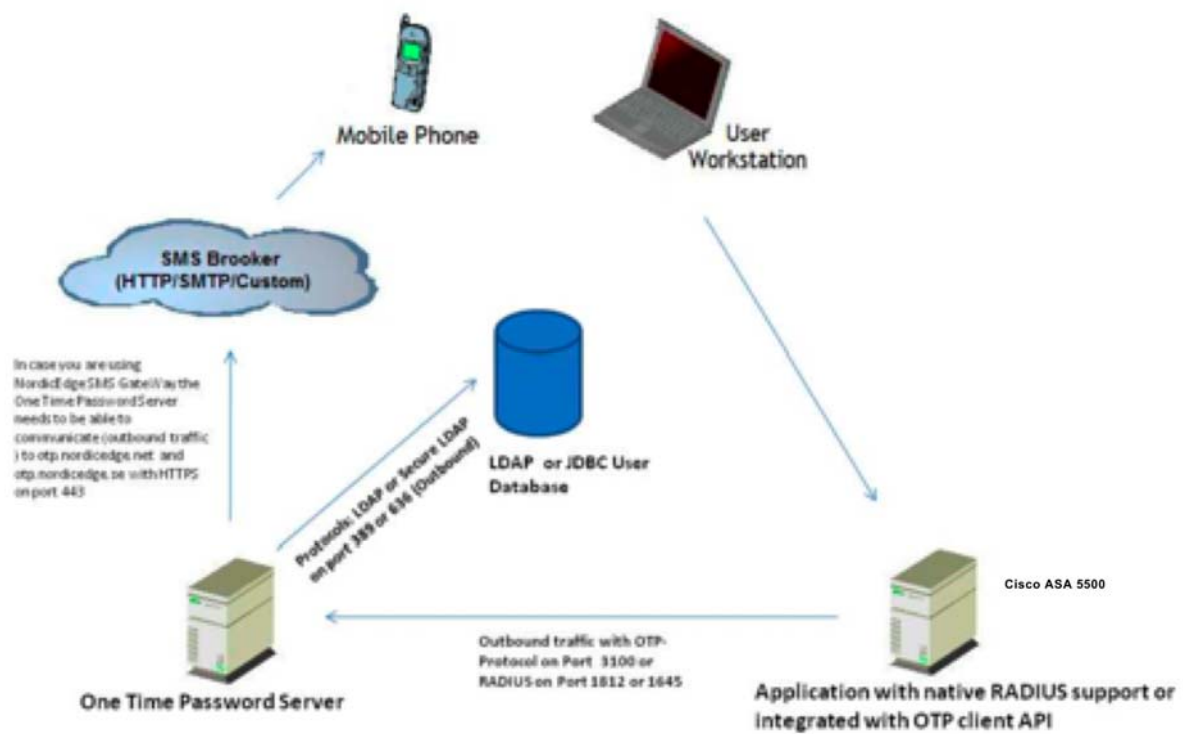 Mobile Phone
User
Workstation
SMS Brooker
(HTTP/SMTP/Custom)
In case you are using
NordicEdge SMS GateWay the
One Time Password Server
needs to be able to
communicate (outbound traffic
) to otp.nordicedge.net and
otp.nordicedge.se with HTTPS
on port 443
Protocols: LDAP or Secure LDAP
on port 389 or 636 (Outbound)
LDAP or JDBC User
Database
Cisco ASA 5500
Outbound traffic with OTP-
Protocol on Port 3100 or
RADIUS on Port 1812 or 1645
One Time Password Server
Application with native RADIUS support or
integrated with OTP client API